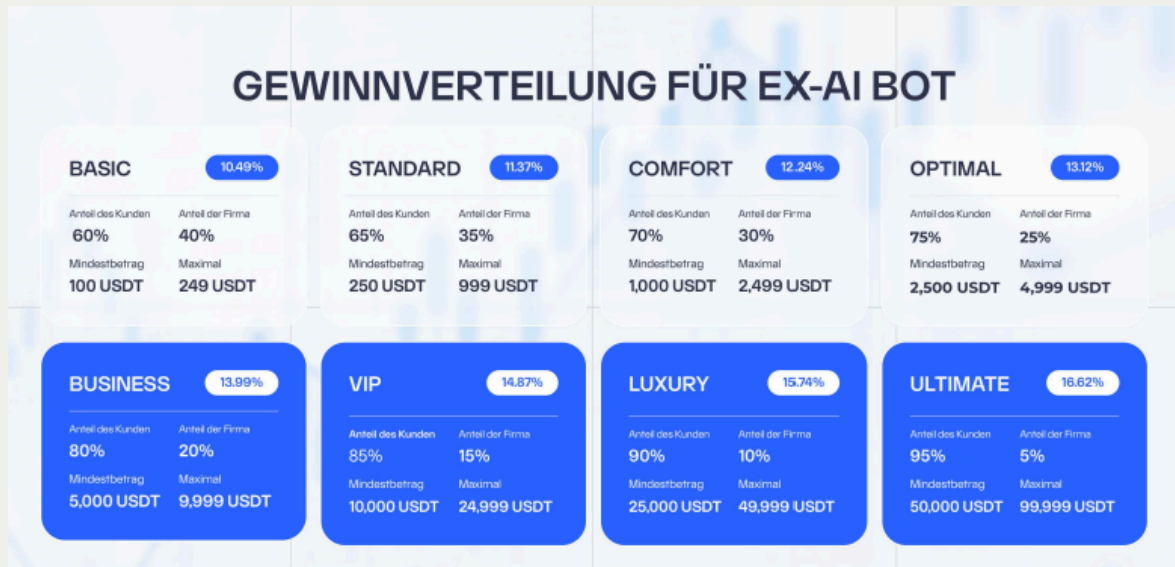 GEWINNVERTEILUNG FÜR EX-AI BOT
BASIC 10.49%
Anteil des Kunden Anteil der Firma
60% 40%
Mindestbetrag Maximal
100 USDT 249 USDT
STANDARD 11.37%
Anteil des Kunden Anteil der Firma
65% 35%
Mindestbetrag Maximal
250 USDT 999 USDT
COMFORT 12.24%
Anteil des Kunden Anteil der Firma
70% 30%
Mindestbetrag Maximal
1,000 USDT 2,499 USDT
OPTIMAL 13.12%
Anteil des Kunden Anteil der Firma
75% 25%
Mindestbetrag Maximal
2,500 USDT 4,999 USDT
BUSINESS 13.99%
Anteil des Kunden Anteil der Firma
80% 20%
Mindestbetrag Maximal
5,000 USDT 9,999 USDT
VIP 14.87%
Anteil des Kunden Anteil der Firma
85% 15%
Mindestbetrag Maximal
10,000 USDT 24,999 USDT
LUXURY 15.74%
Anteil des Kunden Anteil der Firma
90% 10%
Mindestbetrag Maximal
25,000 USDT 49,999 USDT
ULTIMATE 16.62%
Anteil des Kunden Anteil der Firma
95% 5%
Mindestbetrag Maximal
50,000 USDT 99,999 USDT